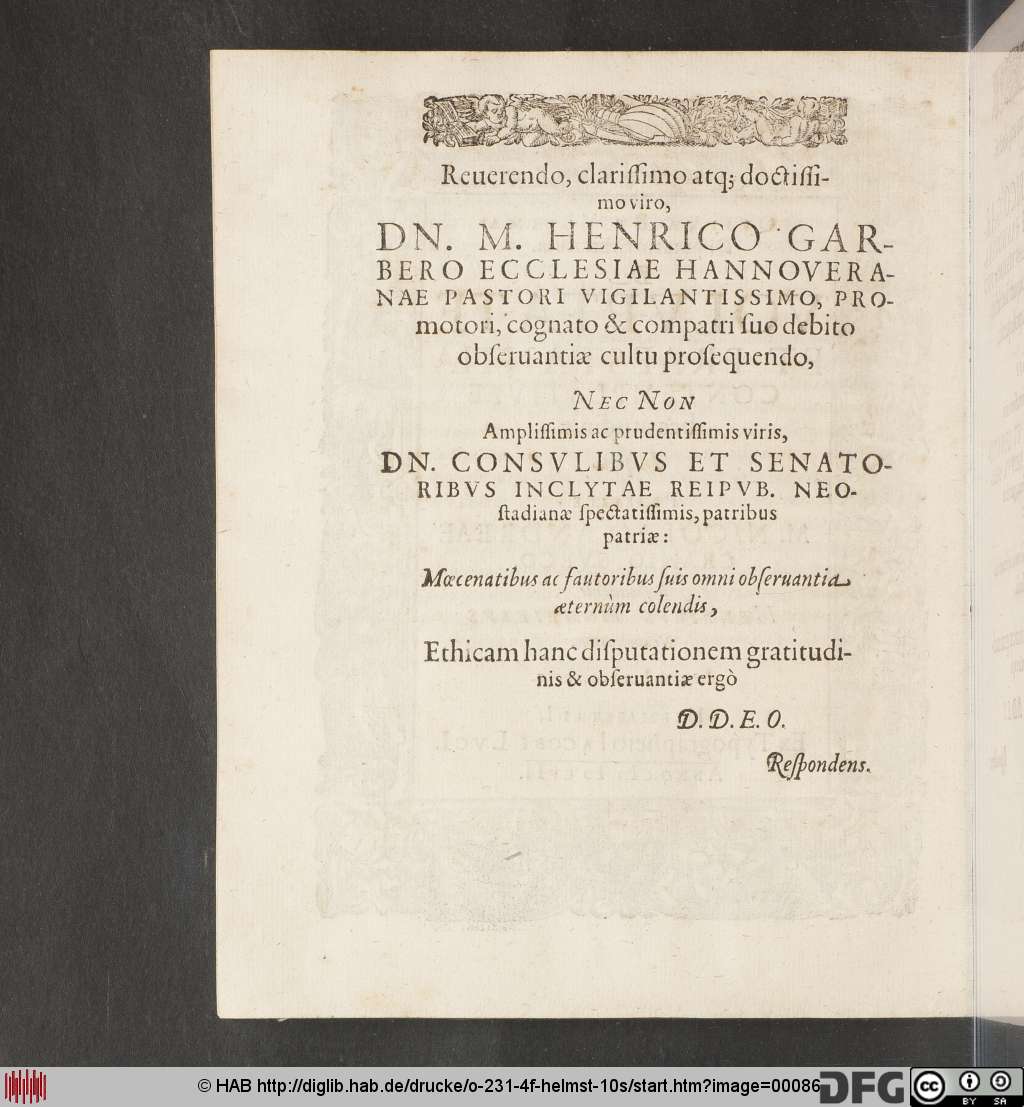 Reuerendo, clarissimo atq; doctissi-
mo viro,
DN. M. HENRICO GAR-
BERO ECCLESIAE HANNOVERA-
NAE PASTORI VIGILANTISSIMO, PRO-
motori, cognato & compatri suo debito
obseruantiæ cultu prosequendo,
NEC NON
Amplissimis ac prudentissimis viris,
DN. CONSVLIBVS ET SENATO-
RIBVS INCLYTAE REIPVB. NEO-
stadianæ spectatissimis, patribus
patriæ:
Mœcenatibus ac fautoribus suis omni obseruantia
æternùm colendis,
Ethicam hanc disputationem gratitudi-
nis & obseruantiæ ergò
D. D. E. O.
Respondens.
© HAB http://diglib.hab.de/drucke/o-231-4f-helmst-10s/start.htm?image=00086
DFG
cc
BY SA